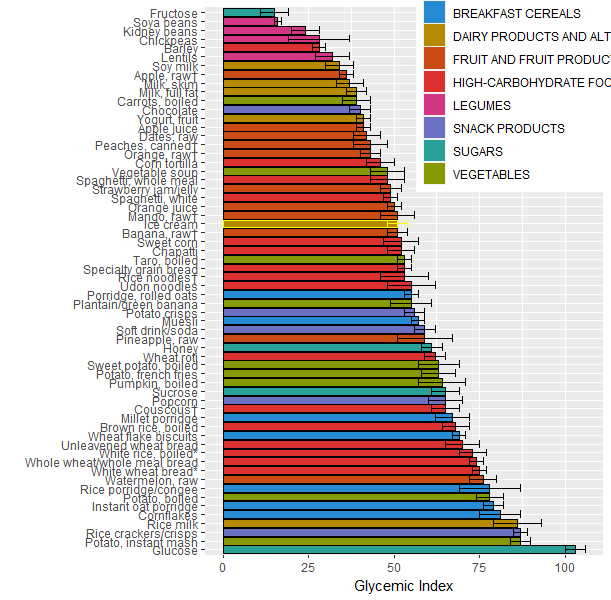 Fructose
Soya beans
Kidney beans
Chickpeas
Barley
Lentils
Soy milk
Apple, raw†
Milk, skim
Milk, full fat
Carrots, boiled
Chocolate
Yogurt, fruit
Apple juice
Dates, raw
Peaches, canned†
Orange, raw†
Corn tortilla
Vegetable soup
Spaghetti, whole meal
Strawberry jam/jelly
Spaghetti, white
Orange juice
Mango, raw†
Ice cream
Banana, raw†
Sweet corn
Chapatti
Taro, boiled
Specialty grain bread
Rice noodles†
Udon noodles
Porridge, rolled oats
Plantain/green banana
Potato crisps
Muesli
Soft drink/soda
Pineapple, raw
Honey
Wheat roti
Sweet potato, boiled
Potato, french fries
Pumpkin, boiled
Sucrose
Popcorn
Couscous†
Millet porridge
Brown rice, boiled
Wheat flake biscuits
Unleavened wheat bread
White rice, boiled*
Whole wheat/whole meal bread
White wheat bread*
Watermelon, raw
Rice porridge/congee
Potato, boiled
Instant oat porridge
Cornflakes
Rice milk
Rice crackers/crisps
Potato, instant mash
Glucose
0 25 50 75 100
Glycemic Index
BREAKFAST CEREALS
DAIRY PRODUCTS AND ALT
FRUIT AND FRUIT PRODUC
HIGH-CARBOHYDRATE FOO
LEGUMES
SNACK PRODUCTS
SUGARS
VEGETABLES